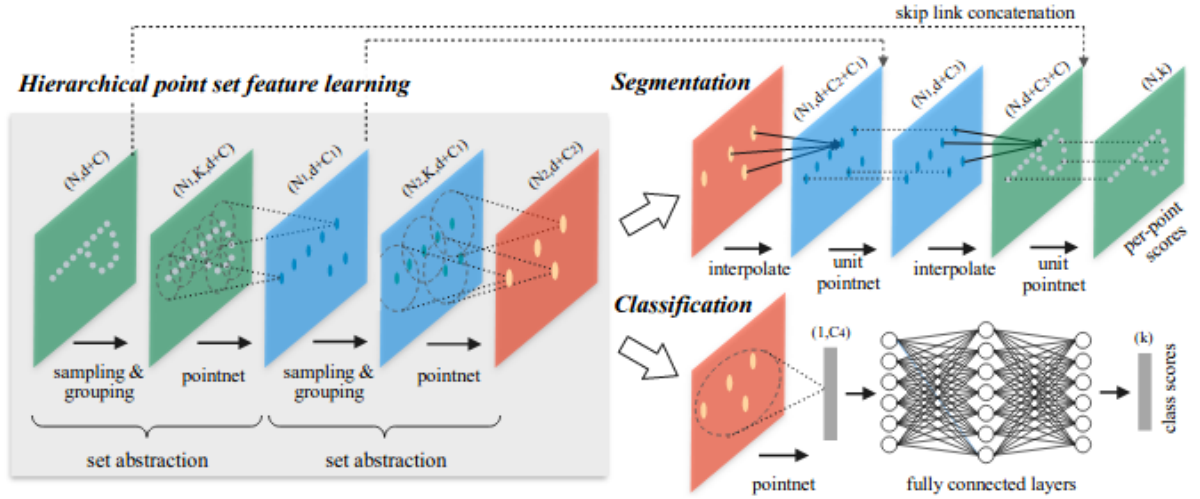 skip link concatenation
Hierarchical point set feature learning
(N,d+C)
(N1,K,d+C)
(N1,d+C1)
(N2,K,d+C1)
(N2,d+C2)
sampling &
grouping
pointnet
sampling &
grouping
pointnet
set abstraction
set abstraction
Segmentation
(N1,d+C2+C1)
(N1,d+C3)
(N,d+C3+C)
(N,k)
interpolate
unit
pointnet
interpolate
unit
pointnet
per-point
scores
Classification
(1,C4)
(k)
class scores
pointnet
fully connected layers